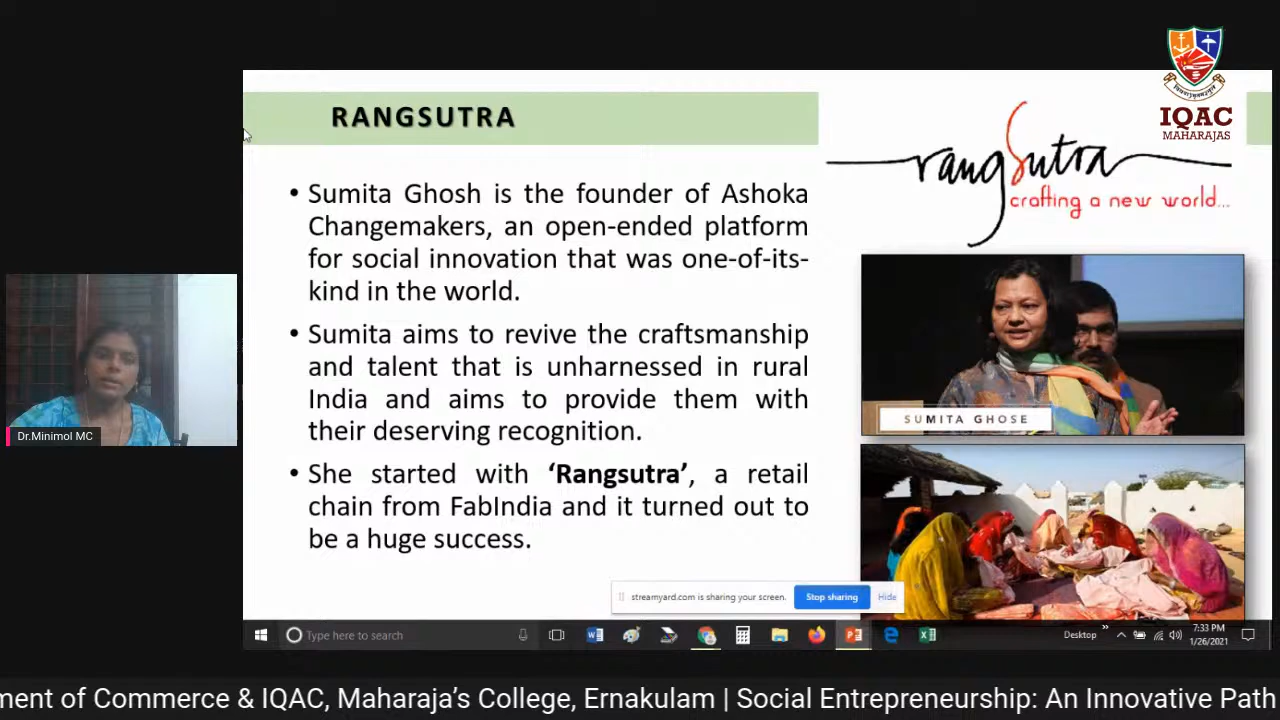 IQAC
MAHARAJAS
RANGSUTRA
rangsutra
crafting a new world...
• Sumita Ghosh is the founder of Ashoka
Changemakers, an open-ended platform
for social innovation that was one-of-its-
kind in the world.
• Sumita aims to revive the craftsmanship
and talent that is unharnessed in rural
India and aims to provide them with
their deserving recognition.
• She started with ‘Rangsutra’, a retail
chain from FabIndia and it turned out to
be a huge success.
SUMITA GHOSE
Dr.Minimol MC
streamyard.com is sharing your screen. Stop sharing Hide
Type here to search
Desktop
7:33 PM
1/26/2021
ment of Commerce & IQAC, Maharaja’s College, Ernakulam | Social Entrepreneurship: An Innovative Path